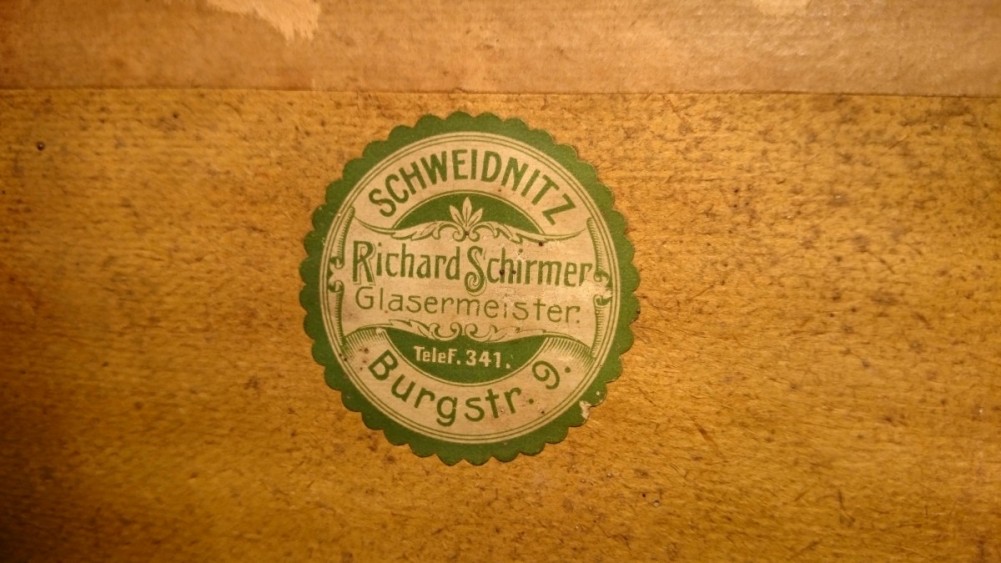 SCHWEIDNITZ
Richard Schirmer
Glasermeister.
Telef. 341.
Burgstr. 9.